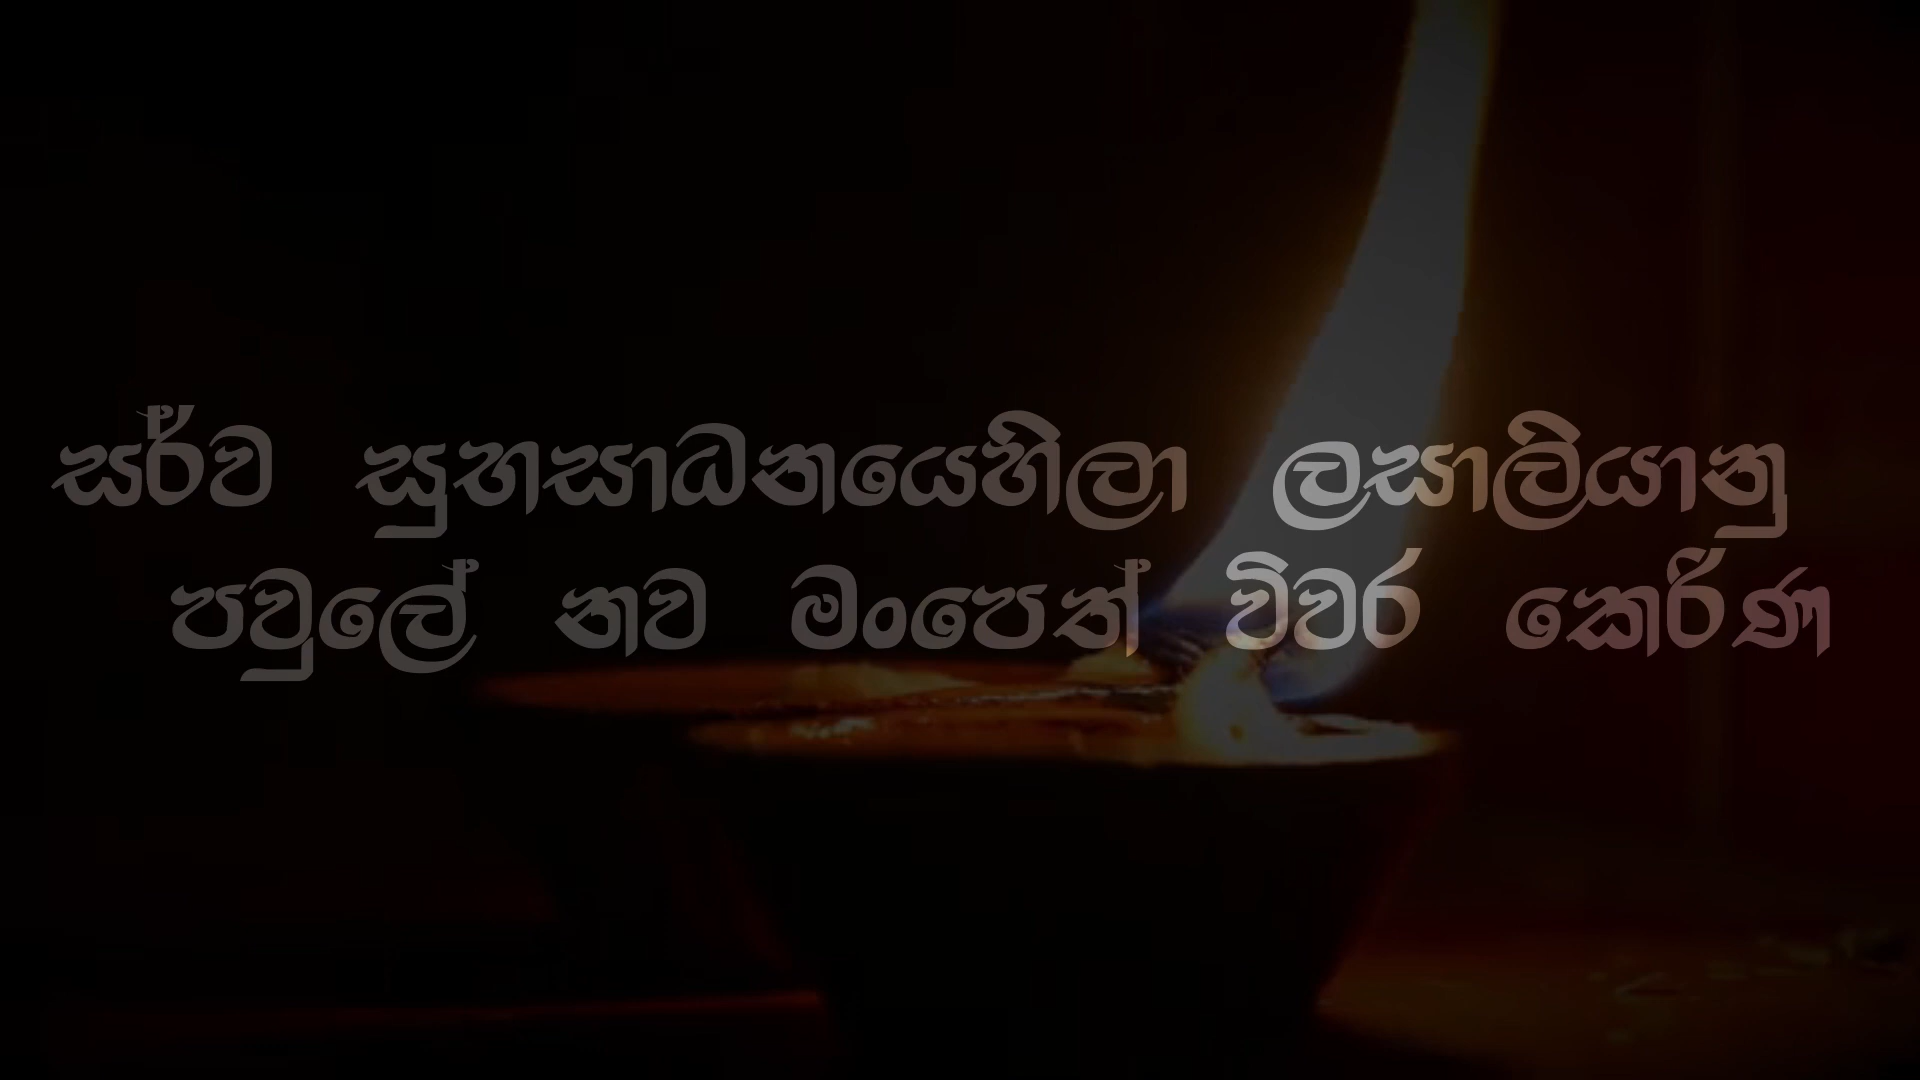 සර්ව සුභසාධනයෙහිලා ලසාලියානු
පවුලේ නව මංපෙත් විවර කෙරිණ